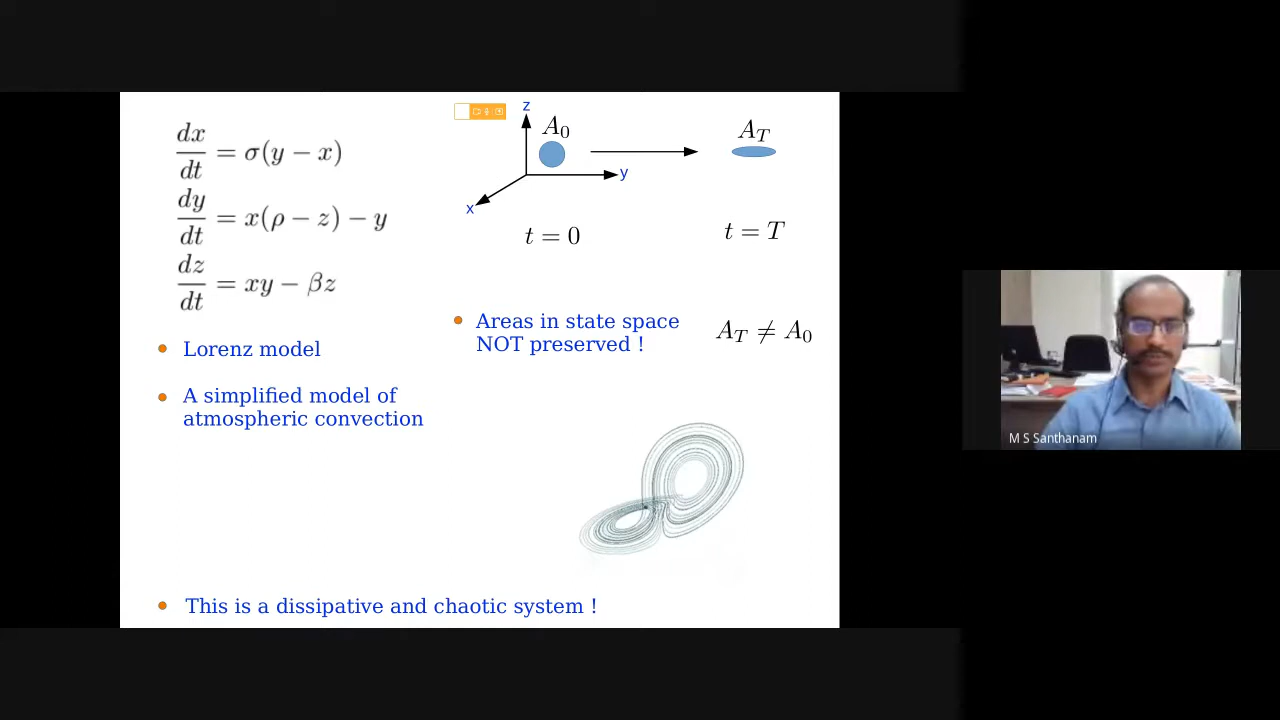 dx/dt = σ(y − x)
dy/dt = x(ρ − z) − y
dz/dt = xy − βz
Lorenz model
A simplified model of
atmospheric convection
z
A₀
y
x
t = 0
A_T
t = T
Areas in state space
NOT preserved !
A_T ≠ A₀
This is a dissipative and chaotic system !
M S Santhanam